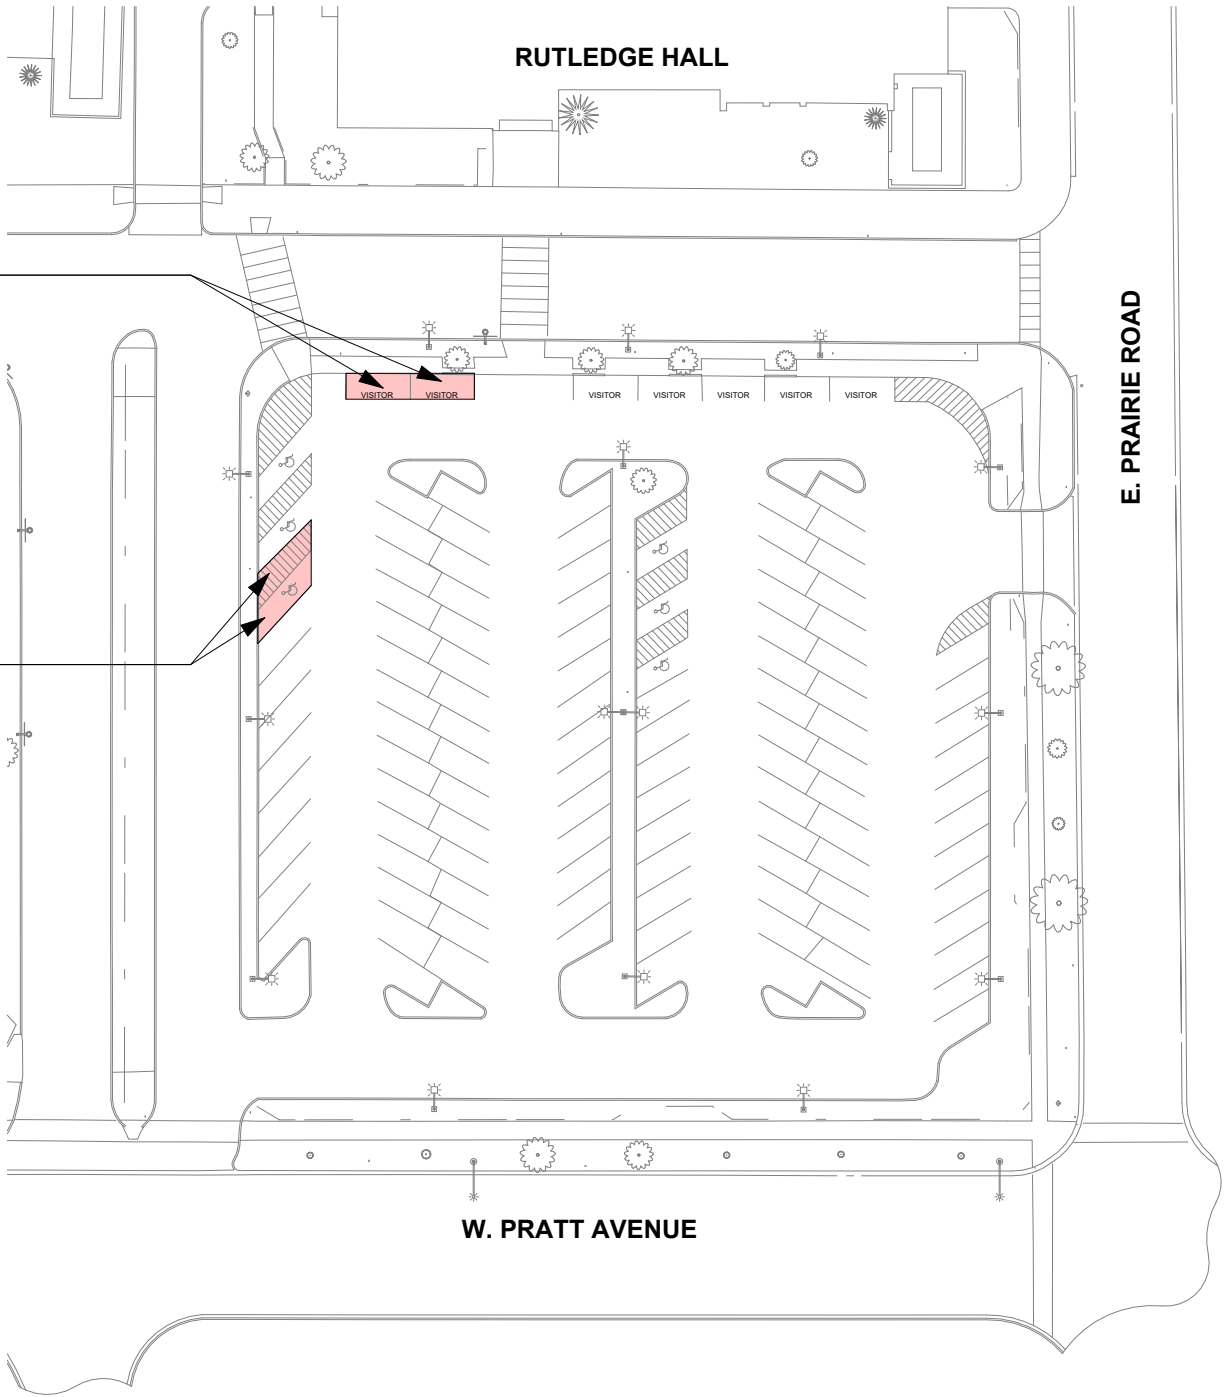 RUTLEDGE HALL
E. PRAIRIE ROAD
VISITOR
VISITOR
VISITOR
VISITOR
VISITOR
VISITOR
VISITOR
W. PRATT AVENUE